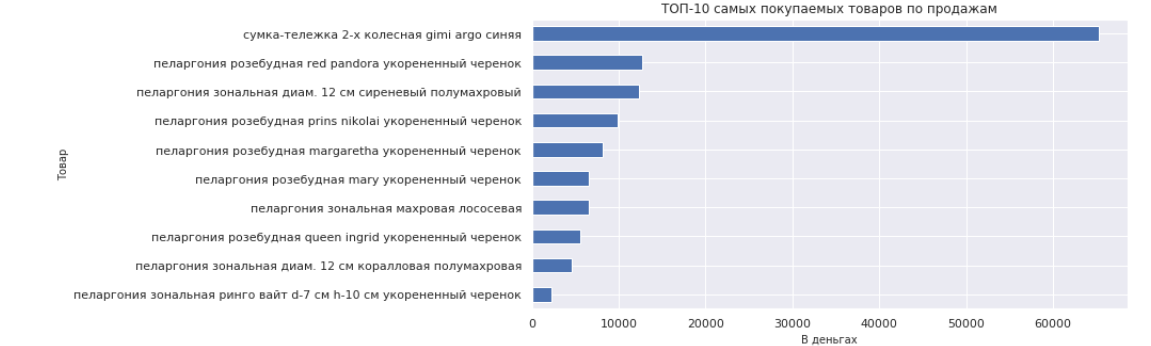 ТОП-10 самых покупаемых товаров по продажам
Товар
сумка-тележка 2-х колесная gimi argo синяя
пеларгония розебудная red pandora укорененный черенок
пеларгония зональная диам. 12 см сиреневый полумахровый
пеларгония розебудная prins nikolai укорененный черенок
пеларгония розебудная margaretha укорененный черенок
пеларгония розебудная mary укорененный черенок
пеларгония зональная махровая лососевая
пеларгония розебудная queen ingrid укорененный черенок
пеларгония зональная диам. 12 см коралловая полумахровая
пеларгония зональная ринго вайт d-7 см h-10 см укорененный черенок
0 10000 20000 30000 40000 50000 60000
В деньгах